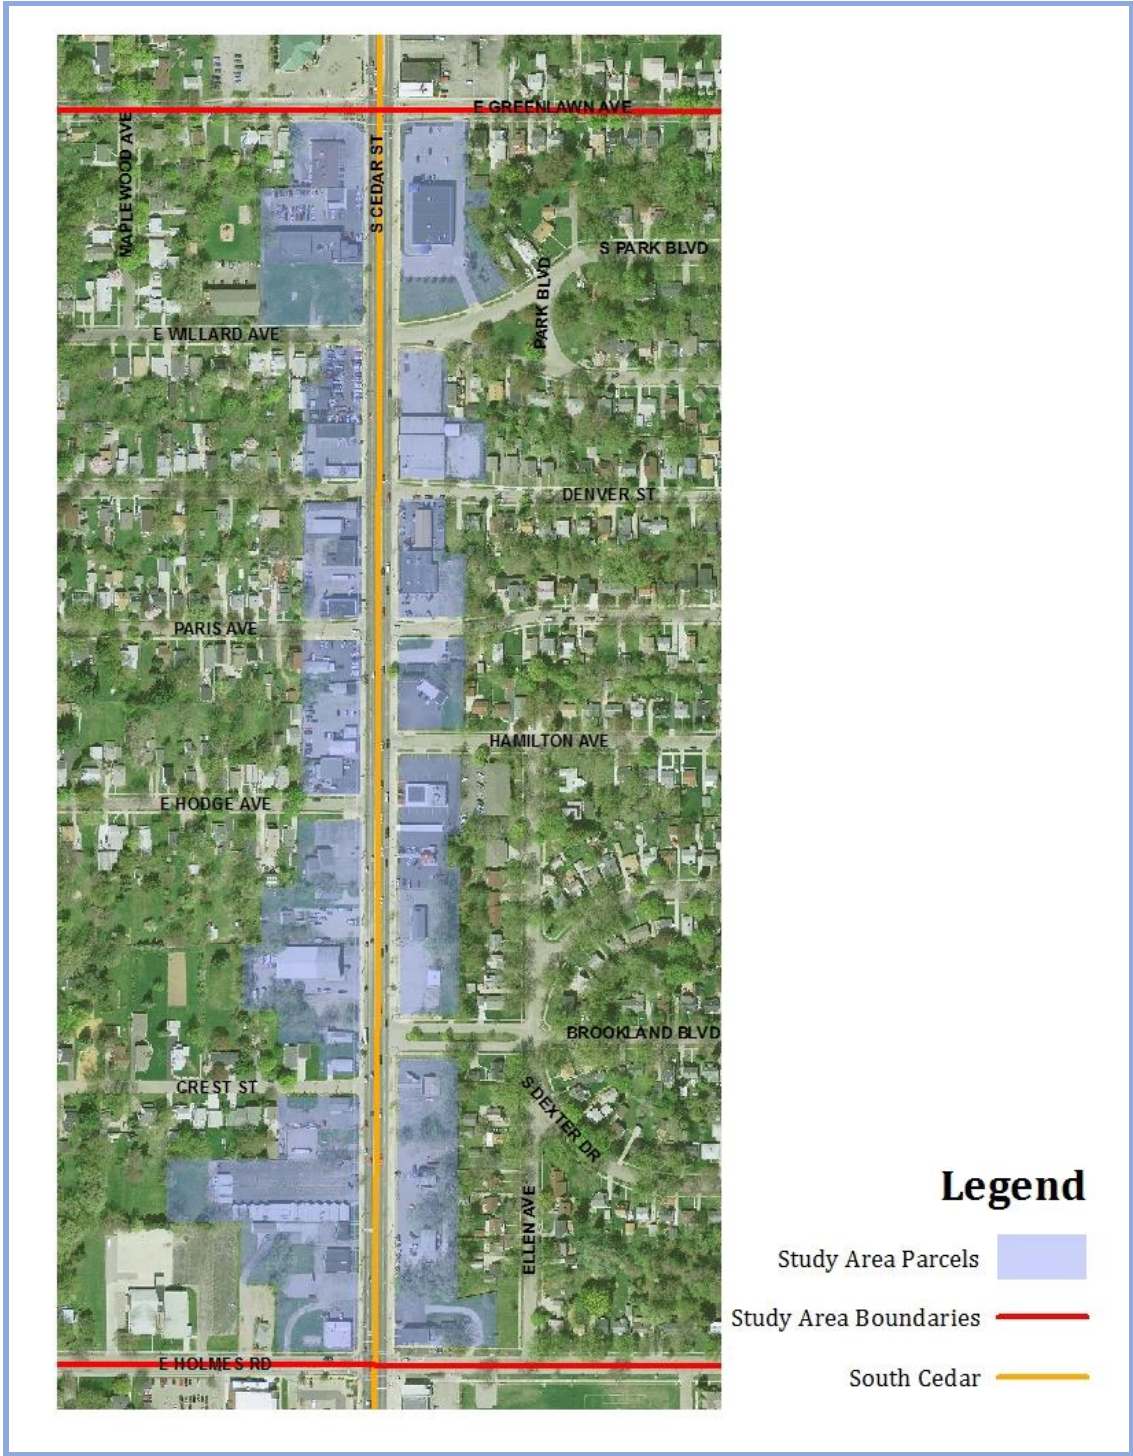 E GREENLAWN AVE
MAPLEWOOD AVE
S CEDAR ST
S PARK BLVD
PARK BLVD
E WILLARD AVE
DENVER ST
PARIS AVE
HAMILTON AVE
E HODGE AVE
BROOKLAND BLVD
CREST ST
S DEXTER DR
ELLEN AVE
E HOLMES RD
Legend
Study Area Parcels
Study Area Boundaries
South Cedar